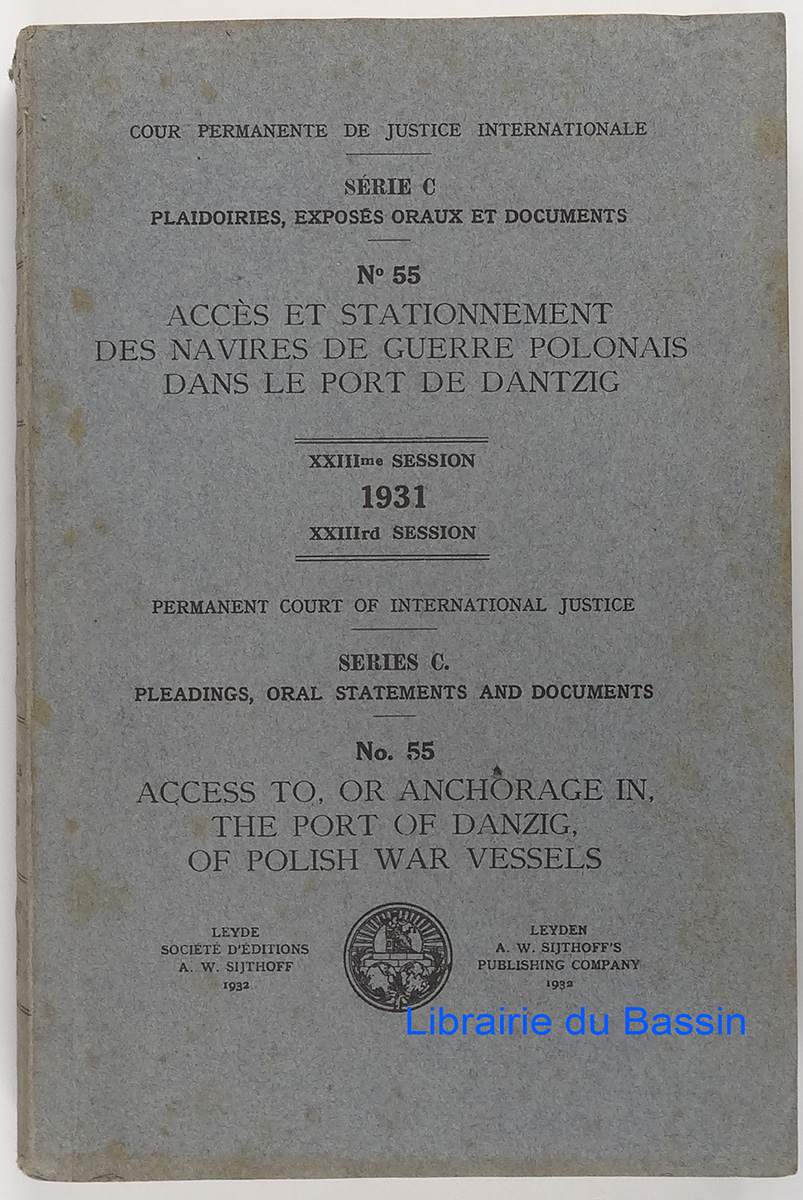 COUR PERMANENTE DE JUSTICE INTERNATIONALE
SÉRIE C
PLAIDOIRIES, EXPOSÉS ORAUX ET DOCUMENTS
Nº 55
ACCÈS ET STATIONNEMENT
DES NAVIRES DE GUERRE POLONAIS
DANS LE PORT DE DANTZIG
XXIIIme SESSION
1931
XXIIIrd SESSION
PERMANENT COURT OF INTERNATIONAL JUSTICE
SERIES C.
PLEADINGS, ORAL STATEMENTS AND DOCUMENTS
No. 55
ACCESS TO, OR ANCHORAGE IN,
THE PORT OF DANZIG,
OF POLISH WAR VESSELS
LEYDE
SOCIÉTÉ D'ÉDITIONS
A. W. SIJTHOFF
1932
LEYDEN
A. W. SIJTHOFF'S
PUBLISHING COMPANY
1932
Librairie du Bassin